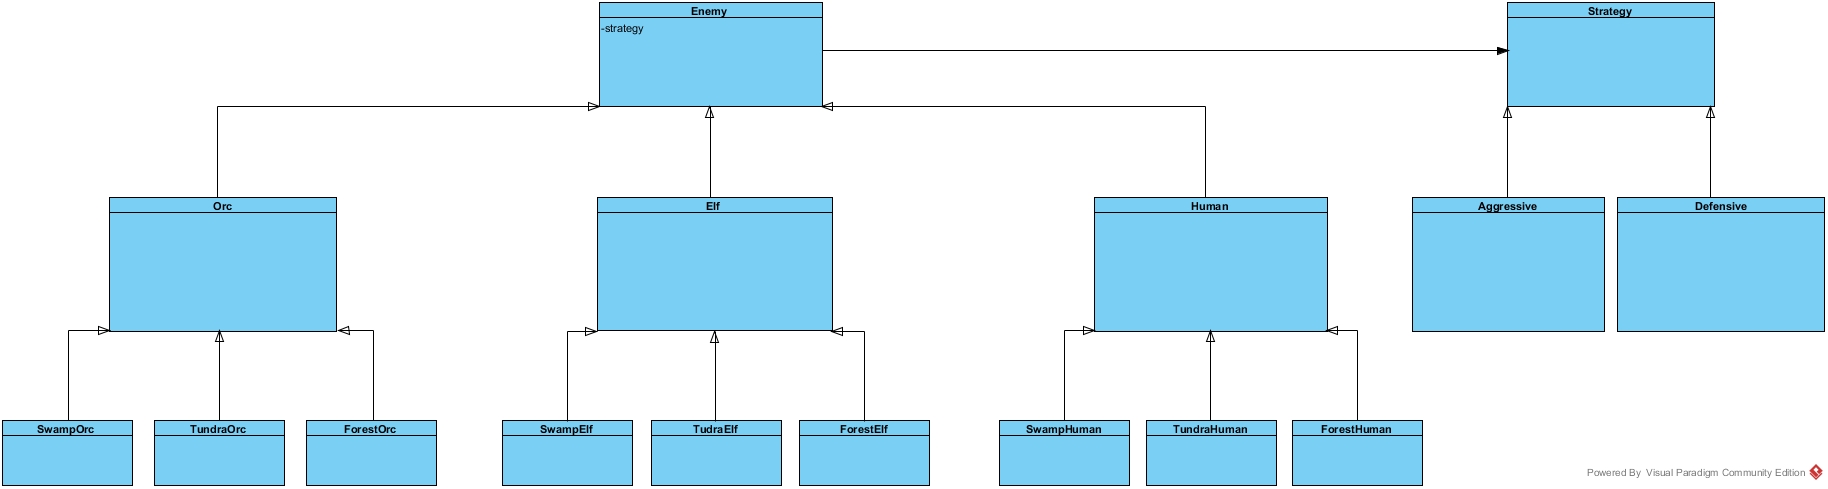 Enemy
-strategy
Strategy
Orc
Elf
Human
Aggressive
Defensive
SwampOrc
TundraOrc
ForestOrc
SwampElf
TudraElf
ForestElf
SwampHuman
TundraHuman
ForestHuman
Powered By Visual Paradigm Community Edition